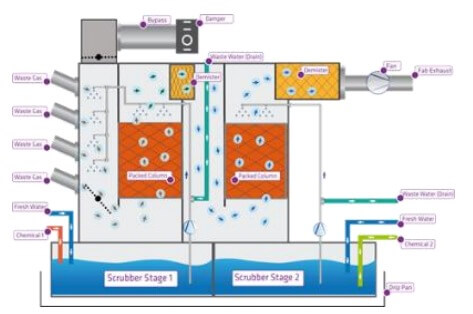 Bypass
Damper
Waste Water (Drain)
Demister
Demister
Fan
Fab Exhaust
Waste Gas
Waste Gas
Waste Gas
Waste Gas
Packed Column
Packed Column
Fresh Water
Chemical 1
Waste Water (Drain)
Fresh Water
Chemical 2
Scrubber Stage 1
Scrubber Stage 2
Drip Pan